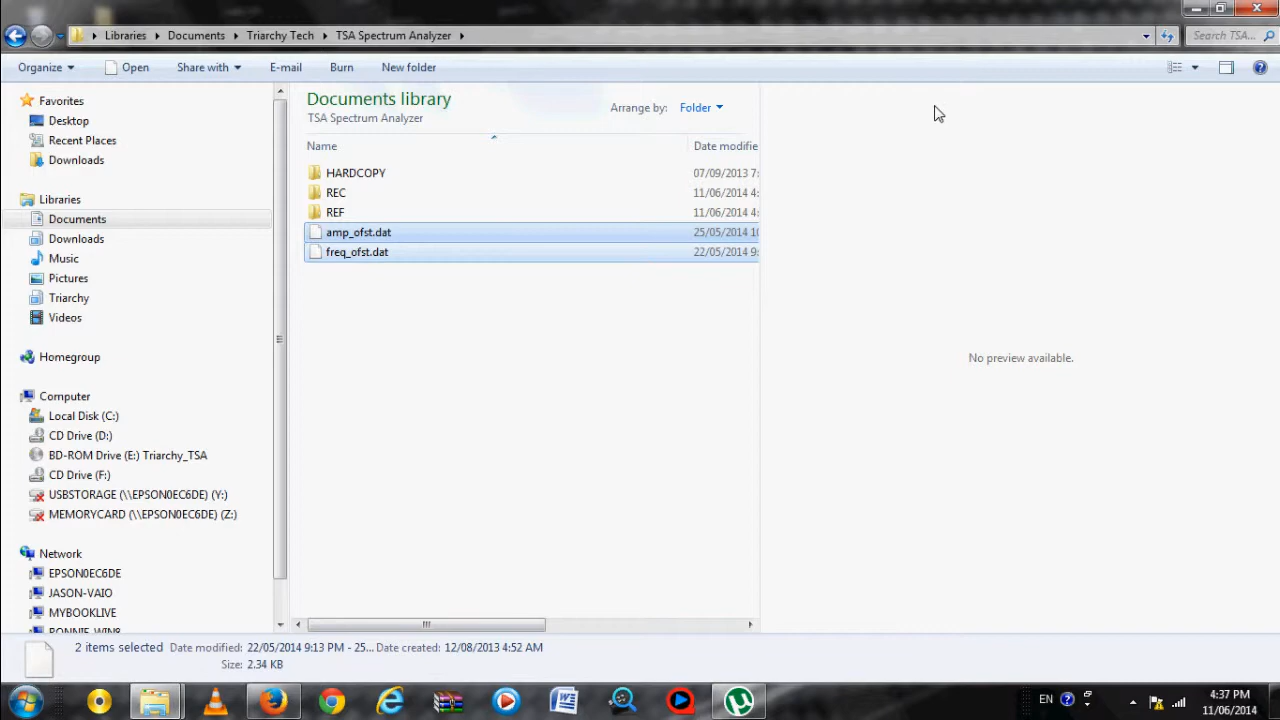 Libraries Documents Triarchy Tech TSA Spectrum Analyzer Search TSA...
Organize Open Share with E-mail Burn New folder
Favorites
Desktop
Recent Places
Downloads
Libraries
Documents
Downloads
Music
Pictures
Triarchy
Videos
Homegroup
Computer
Local Disk (C:)
CD Drive (D:)
BD-ROM Drive (E:) Triarchy_TSA
CD Drive (F:)
USBSTORAGE (\\EPSON0EC6DE) (Y:)
MEMORYCARD (\\EPSON0EC6DE) (Z:)
Network
EPSON0EC6DE
JASON-VAIO
MYBOOKLIVE
RONNIE_WIN8
Documents library
TSA Spectrum Analyzer
Arrange by: Folder
Name Date modifie
HARDCOPY 07/09/2013 7:
REC 11/06/2014 4:
REF 11/06/2014 4:
amp_ofst.dat 25/05/2014 10
freq_ofst.dat 22/05/2014 9:
No preview available.
2 items selected Date modified: 22/05/2014 9:13 PM - 25... Date created: 12/08/2013 4:52 AM
Size: 2.34 KB
EN 4:37 PM
11/06/2014